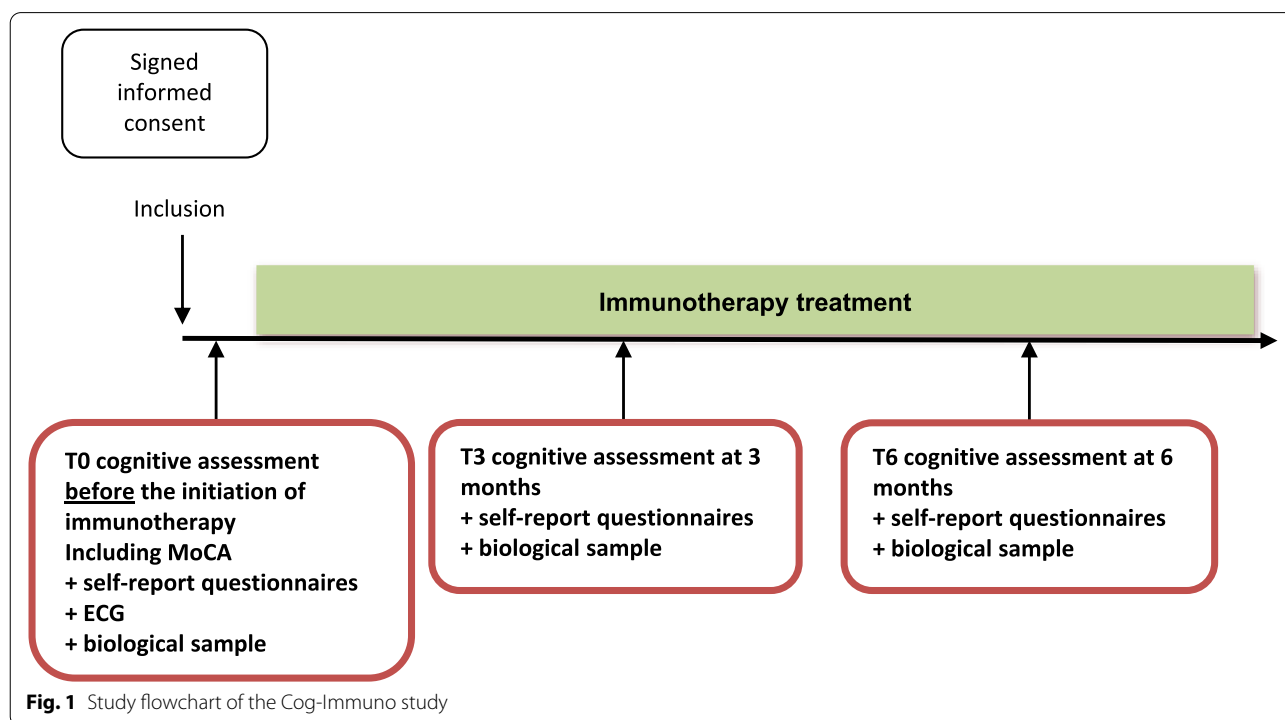 Signed
informed
consent
Inclusion
Immunotherapy treatment
T0 cognitive assessment
before the initiation of
immunotherapy
Including MoCA
+ self-report questionnaires
+ ECG
+ biological sample
T3 cognitive assessment at 3
months
+ self-report questionnaires
+ biological sample
T6 cognitive assessment at 6
months
+ self-report questionnaires
+ biological sample
Fig. 1 Study flowchart of the Cog-Immuno study